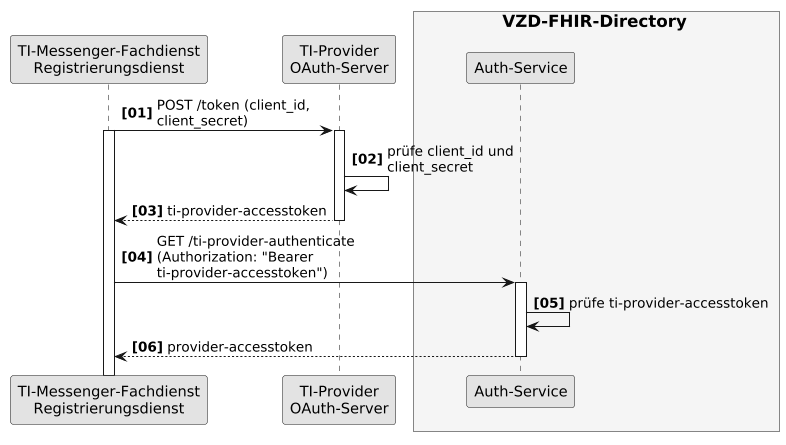 VZD-FHIR-Directory
TI-Messenger-Fachdienst
Registrierungsdienst
TI-Provider
OAuth-Server
Auth-Service
[01] POST /token (client_id,
client_secret)
[02] prüfe client_id und
client_secret
[03] ti-provider-accesstoken
GET /ti-provider-authenticate
[04] (Authorization: "Bearer
ti-provider-accesstoken")
[05] prüfe ti-provider-accesstoken
[06] provider-accesstoken
TI-Messenger-Fachdienst
Registrierungsdienst
TI-Provider
OAuth-Server
Auth-Service